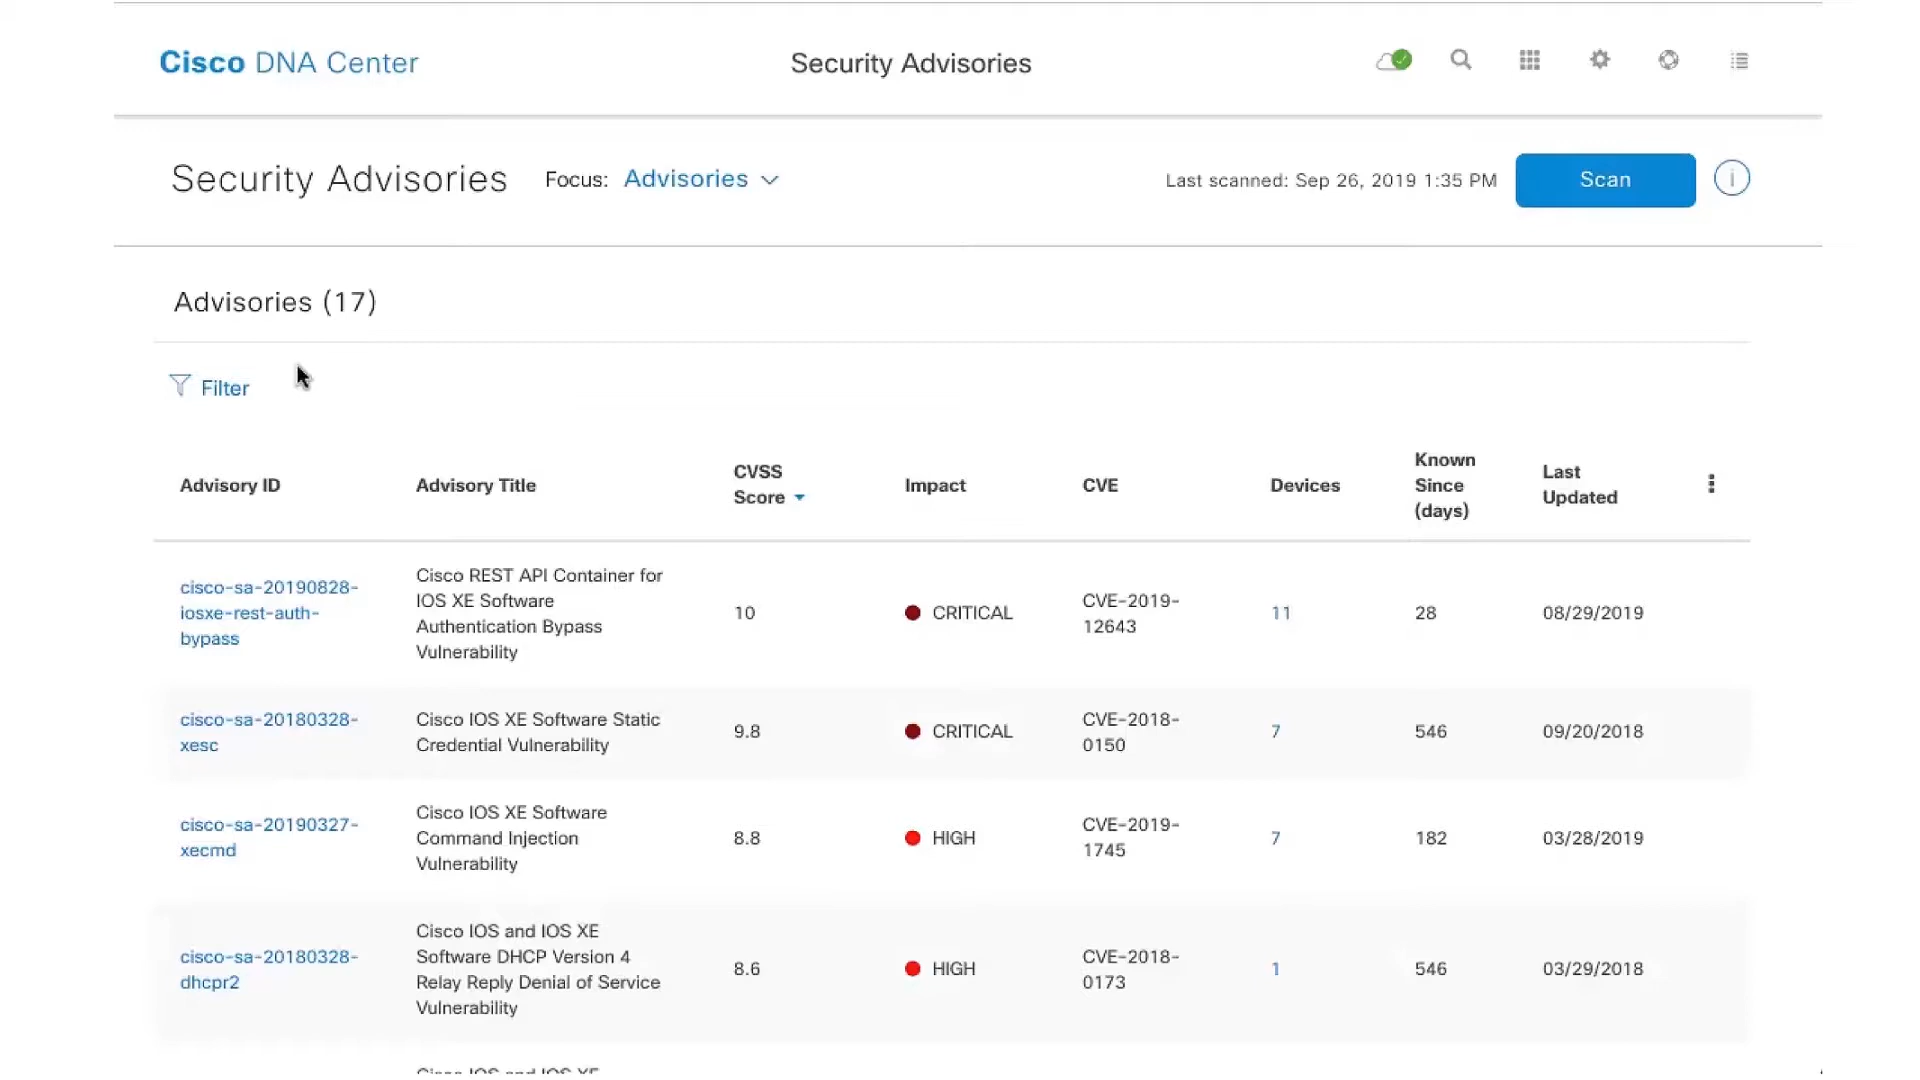 Cisco DNA Center
Security Advisories
Security Advisories
Focus: Advisories
Last scanned: Sep 26, 2019 1:35 PM
Scan
Advisories (17)
Filter
Advisory ID
Advisory Title
CVSS
Score
Impact
CVE
Devices
Known
Since
(days)
Last
Updated
cisco-sa-20190828-
iosxe-rest-auth-
bypass
Cisco REST API Container for
IOS XE Software
Authentication Bypass
Vulnerability
10
CRITICAL
CVE-2019-
12643
11
28
08/29/2019
cisco-sa-20180328-
xesc
Cisco IOS XE Software Static
Credential Vulnerability
9.8
CRITICAL
CVE-2018-
0150
7
546
09/20/2018
cisco-sa-20190327-
xecmd
Cisco IOS XE Software
Command Injection
Vulnerability
8.8
HIGH
CVE-2019-
1745
7
182
03/28/2019
cisco-sa-20180328-
dhcpr2
Cisco IOS and IOS XE
Software DHCP Version 4
Relay Reply Denial of Service
Vulnerability
8.6
HIGH
CVE-2018-
0173
1
546
03/29/2018
Cisco IOS and IOS XE